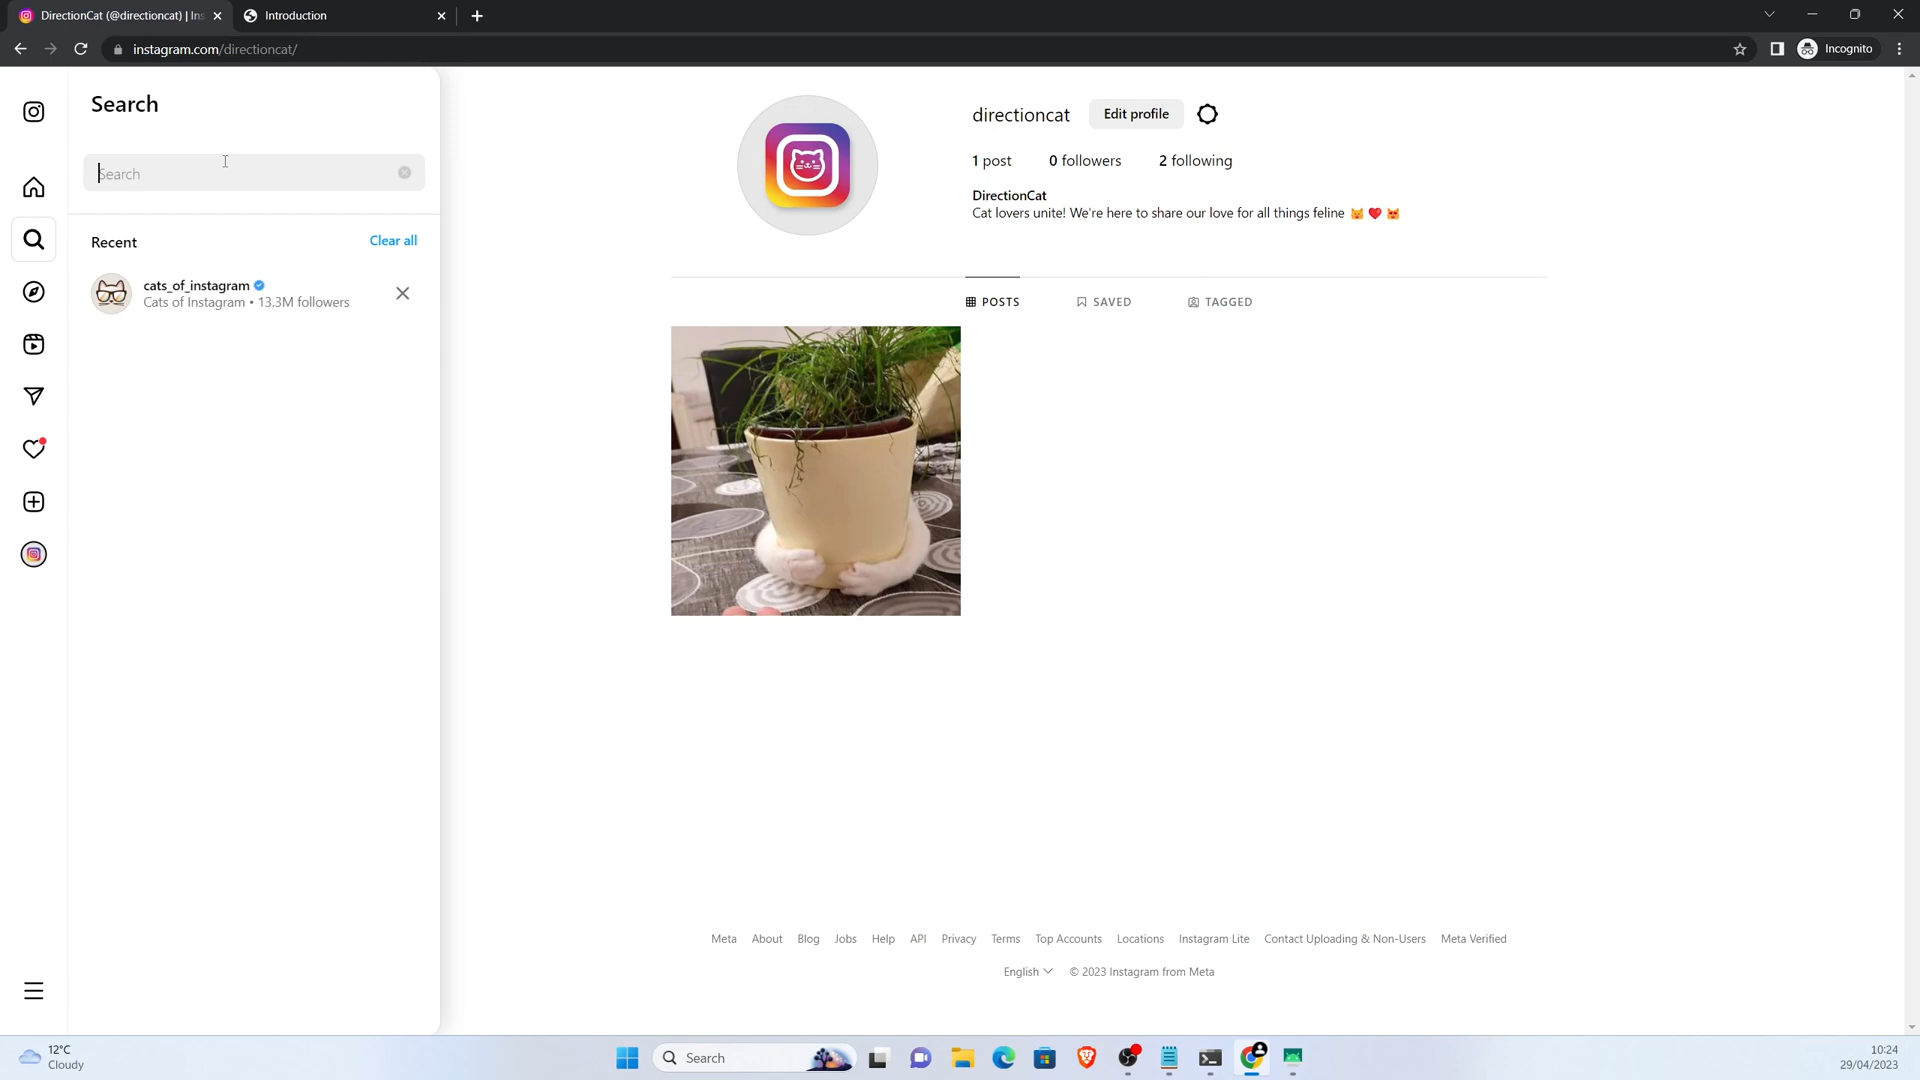 DirectionCat (@directioncat) | Ins
Introduction
instagram.com/directioncat/
Incognito
Search
Search
Recent
Clear all
cats_of_instagram
Cats of Instagram • 13.3M followers
directioncat
Edit profile
1 post
0 followers
2 following
DirectionCat
Cat lovers unite! We're here to share our love for all things feline 😺 ❤️ 😻
POSTS
SAVED
TAGGED
Meta
About
Blog
Jobs
Help
API
Privacy
Terms
Top Accounts
Locations
Instagram Lite
Contact Uploading & Non-Users
Meta Verified
English
© 2023 Instagram from Meta
12°C
Cloudy
Search
10:24
29/04/2023